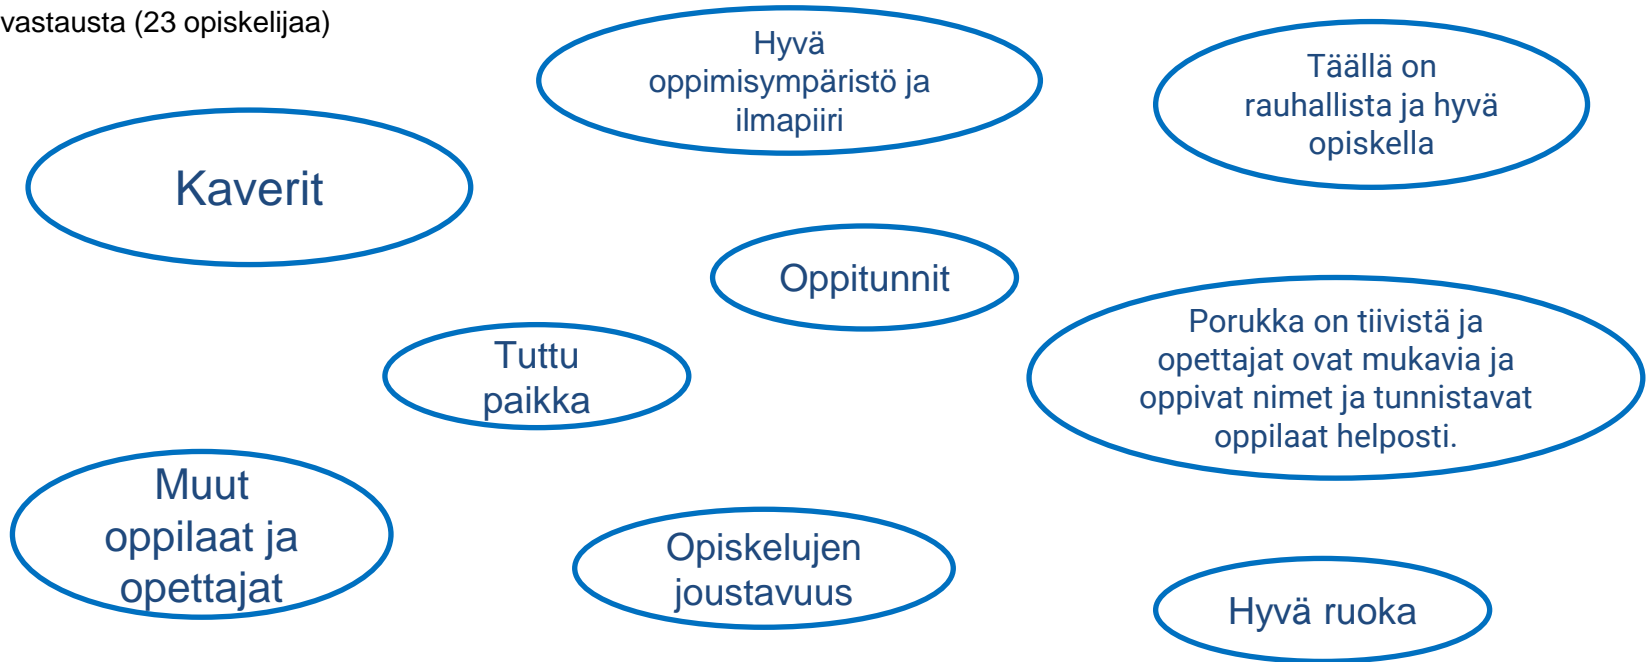 vastausta (23 opiskelijaa)
Hyvä
oppimisympäristö ja
ilmapiiri
Täällä on
rauhallista ja hyvä
opiskella
Kaverit
Oppitunnit
Tuttu
paikka
Porukka on tiivistä ja
opettajat ovat mukavia ja
oppivat nimet ja tunnistavat
oppilaat helposti.
Muut
oppilaat ja
opettajat
Opiskelujen
joustavuus
Hyvä ruoka